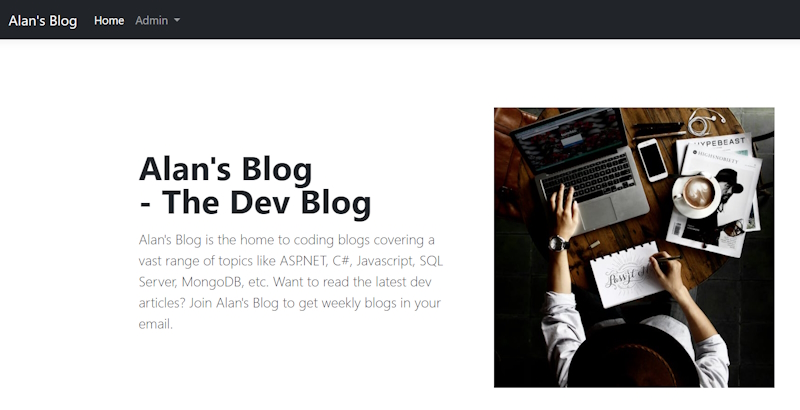 Alan's Blog Home Admin
Alan's Blog
- The Dev Blog
Alan's Blog is the home to coding blogs covering a
vast range of topics like ASP.NET, C#, Javascript, SQL
Server, MongoDB, etc. Want to read the latest dev
articles? Join Alan's Blog to get weekly blogs in your
email.
HYPEBEAST